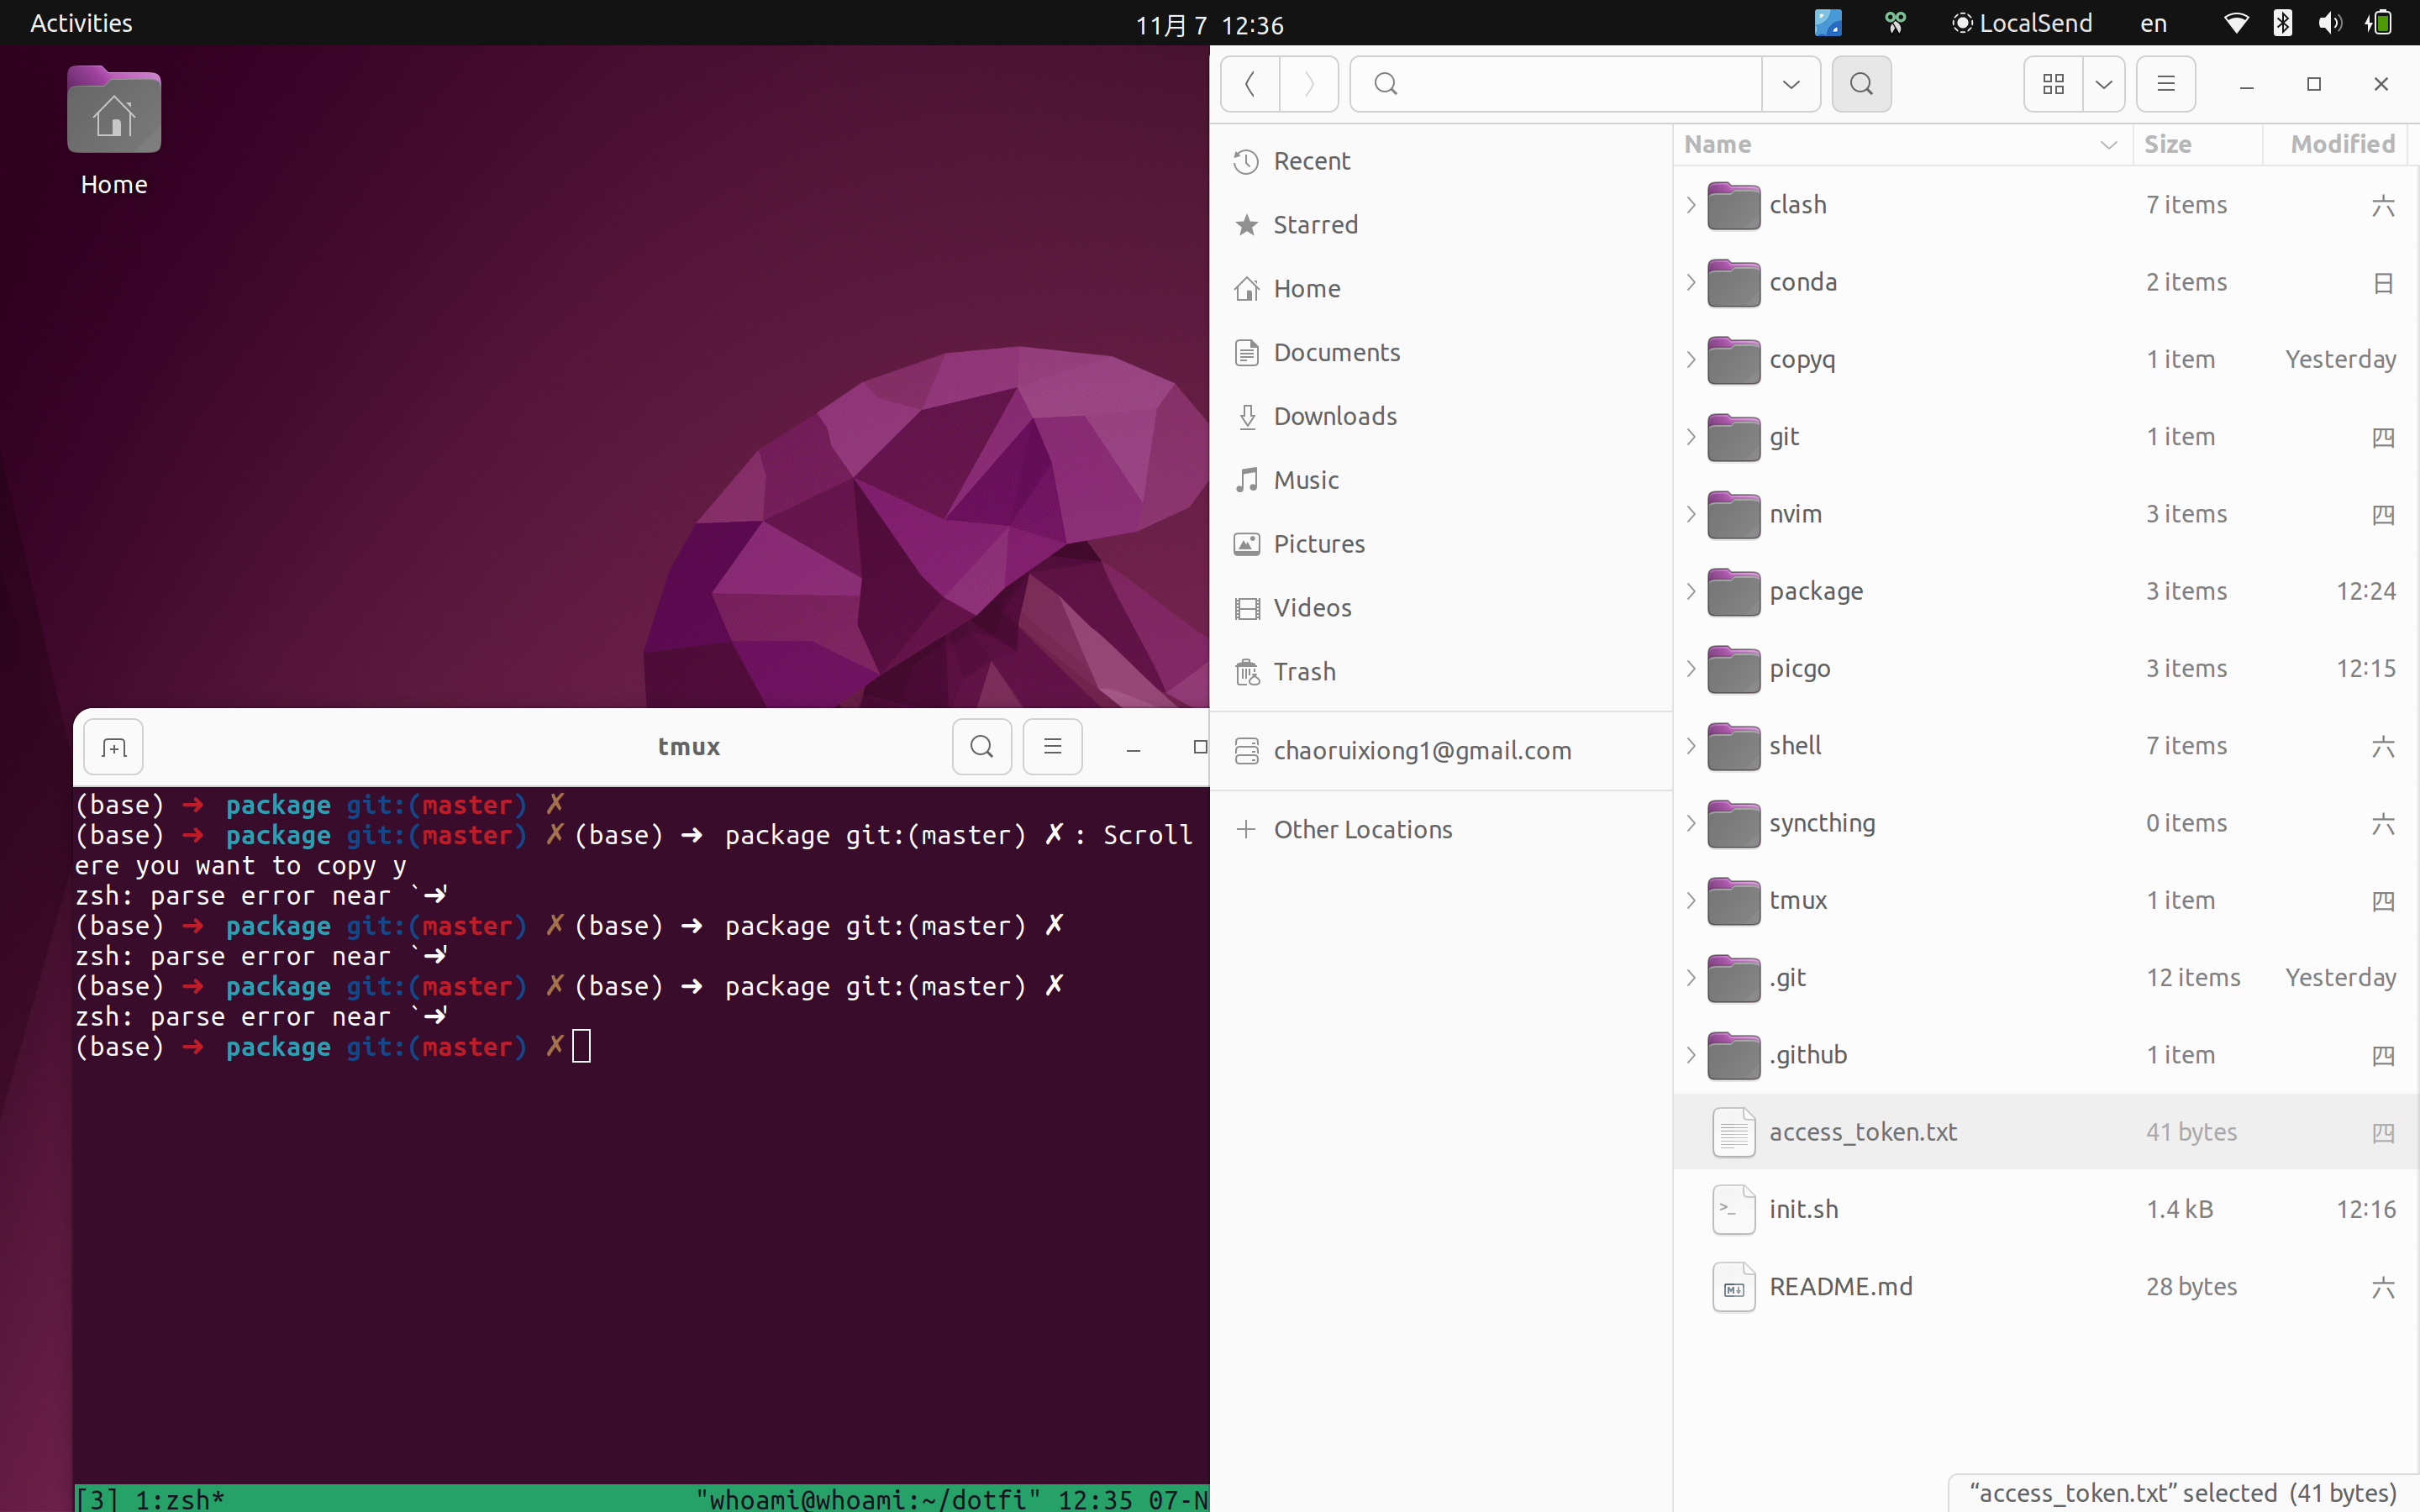 Activities
11月 7 12:36
LocalSend
en
Home
Recent
Starred
Home
Documents
Downloads
Music
Pictures
Videos
Trash
chaoruixiong1@gmail.com
Other Locations
Name Size Modified
clash 7 items 六
conda 2 items 日
copyq 1 item Yesterday
git 1 item 四
nvim 3 items 四
package 3 items 12:24
picgo 3 items 12:15
shell 7 items 六
syncthing 0 items 六
tmux 1 item 四
.git 12 items Yesterday
.github 1 item 四
access_token.txt 41 bytes 四
init.sh 1.4 kB 12:16
README.md 28 bytes 六
“access_token.txt” selected (41 bytes)
tmux
(base) ➜ package git:(master) ✗
(base) ➜ package git:(master) ✗ (base) ➜ package git:(master) ✗ : Scroll
ere you want to copy y
zsh: parse error near `➜'
(base) ➜ package git:(master) ✗ (base) ➜ package git:(master) ✗
zsh: parse error near `➜'
(base) ➜ package git:(master) ✗ (base) ➜ package git:(master) ✗
zsh: parse error near `➜'
(base) ➜ package git:(master) ✗
[3] 1:zsh* "whoami@whoami:~/dotfi" 12:35 07-N